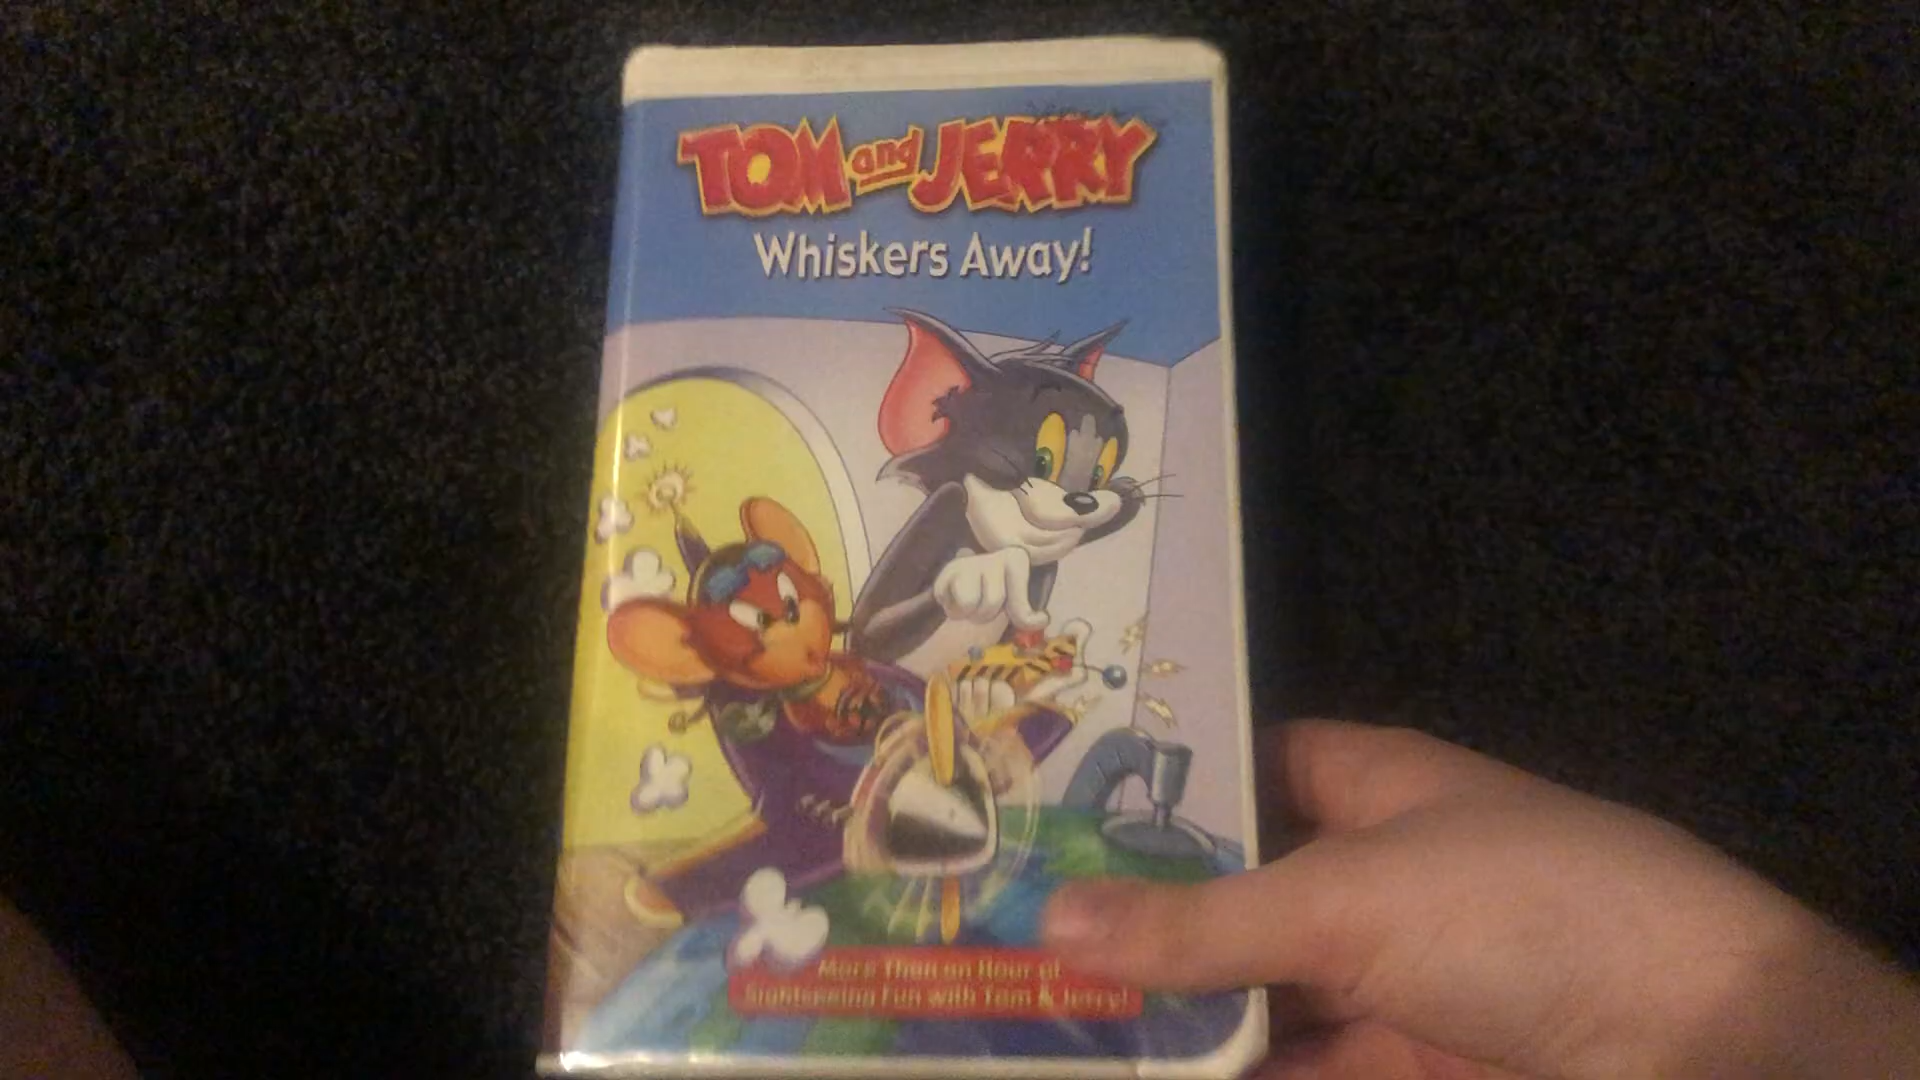 TOM and JERRY
Whiskers Away!
More Than an Hour of
Sightseeing Fun with Tom & Jerry!